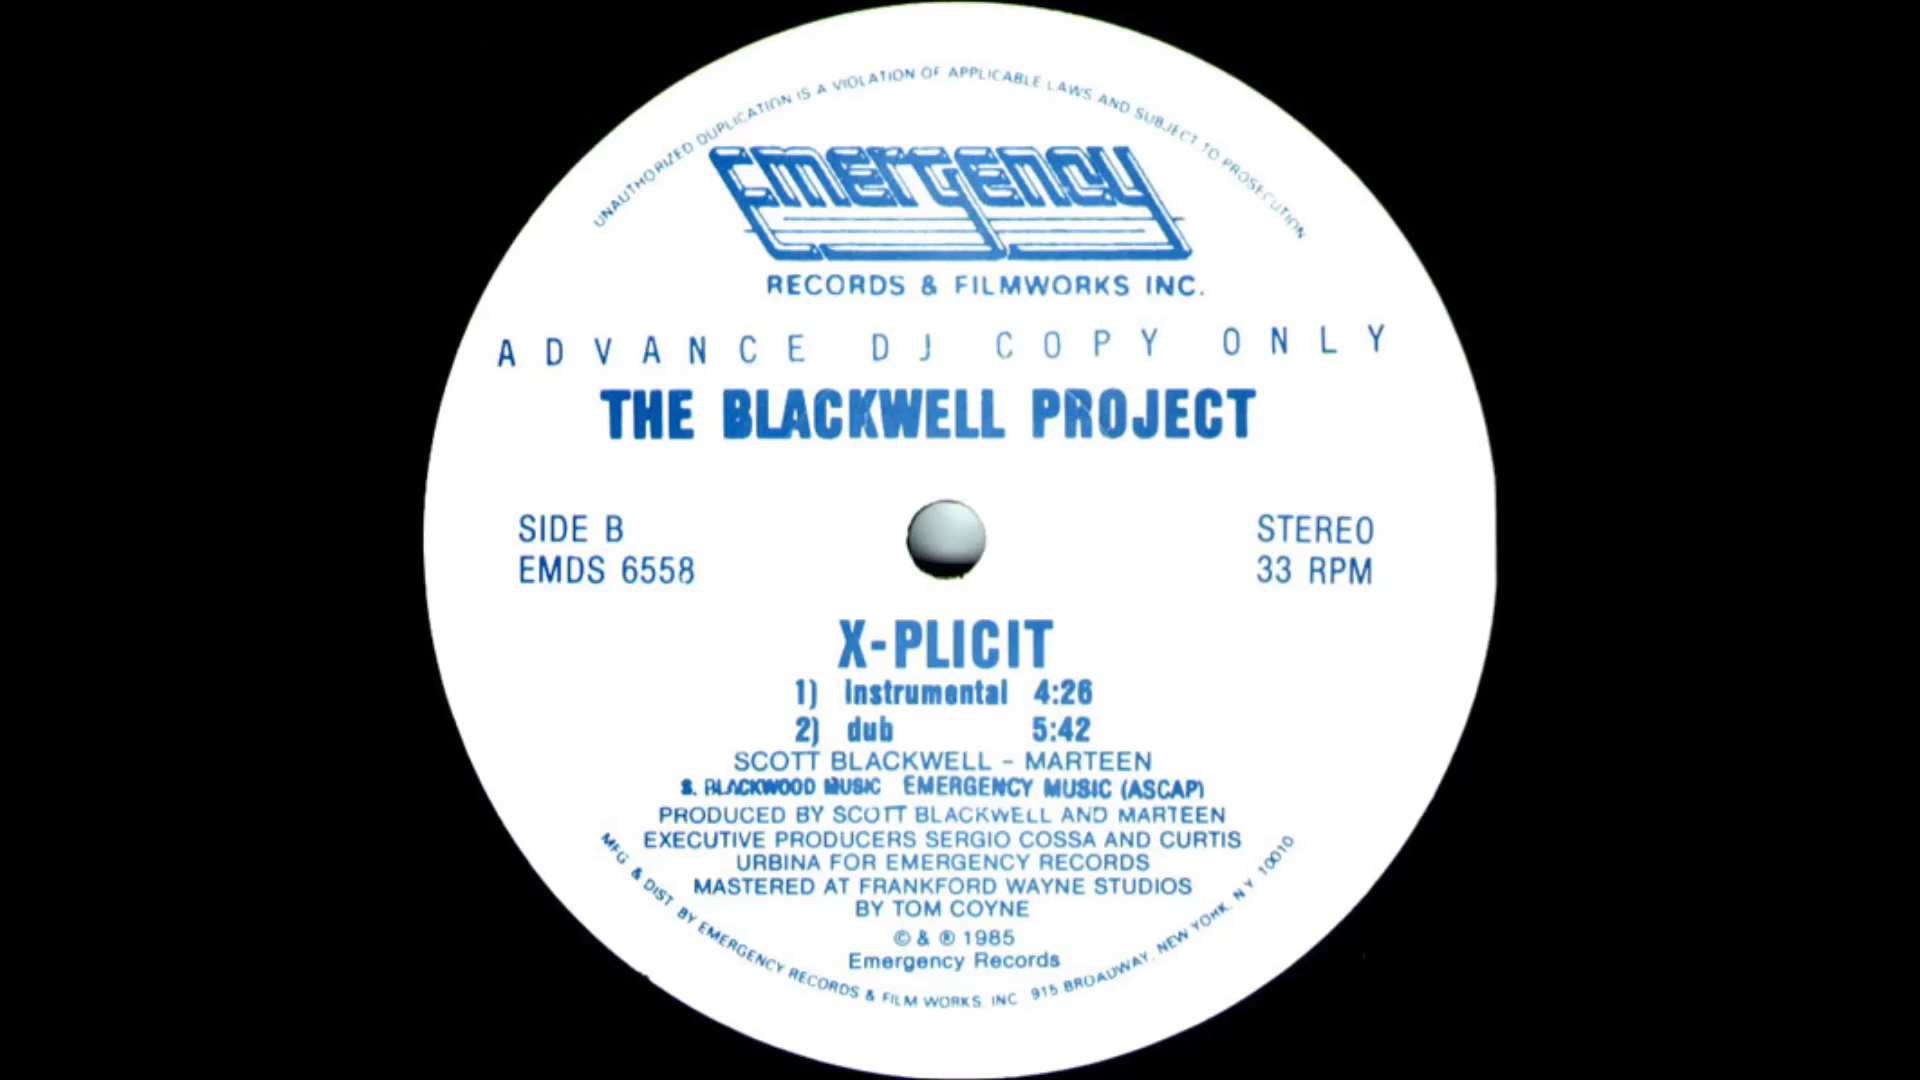 UNAUTHORIZED DUPLICATION IS A VIOLATION OF APPLICABLE LAWS AND SUBJECT TO PROSECUTION
Emergency
RECORDS & FILMWORKS INC.
ADVANCE DJ COPY ONLY
THE BLACKWELL PROJECT
SIDE B
EMDS 6558
STEREO
33 RPM
X-PLICIT
1) Instrumental 4:26
2) dub 5:42
SCOTT BLACKWELL – MARTEEN
S. BLACKWOOD MUSIC EMERGENCY MUSIC (ASCAP)
PRODUCED BY SCOTT BLACKWELL AND MARTEEN
EXECUTIVE PRODUCERS SERGIO COSSA AND CURTIS
URBINA FOR EMERGENCY RECORDS
MASTERED AT FRANKFORD WAYNE STUDIOS
BY TOM COYNE
© & ® 1985
Emergency Records
MFG & DIST. BY EMERGENCY RECORDS & FILM WORKS, INC 915 BROADWAY, NEW YORK, N Y 10010